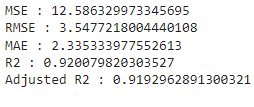 MSE : 12.586329973345695
RMSE : 3.5477218004440108
MAE : 2.335333977552613
R2 : 0.920079820303527
Adjusted R2 : 0.9192962891300321